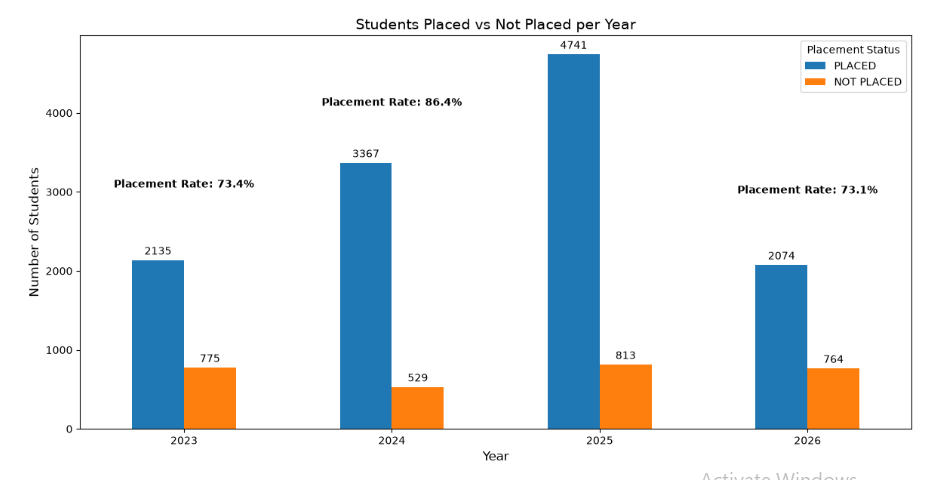 Students Placed vs Not Placed per Year
4741
Placement Status
PLACED
NOT PLACED
Placement Rate: 86.4%
4000
3367
Placement Rate: 73.4%
Placement Rate: 73.1%
3000
2135
2074
2000
1000
775
529
813
764
0
Number of Students
2023
2024
2025
2026
Year
Activate Windows